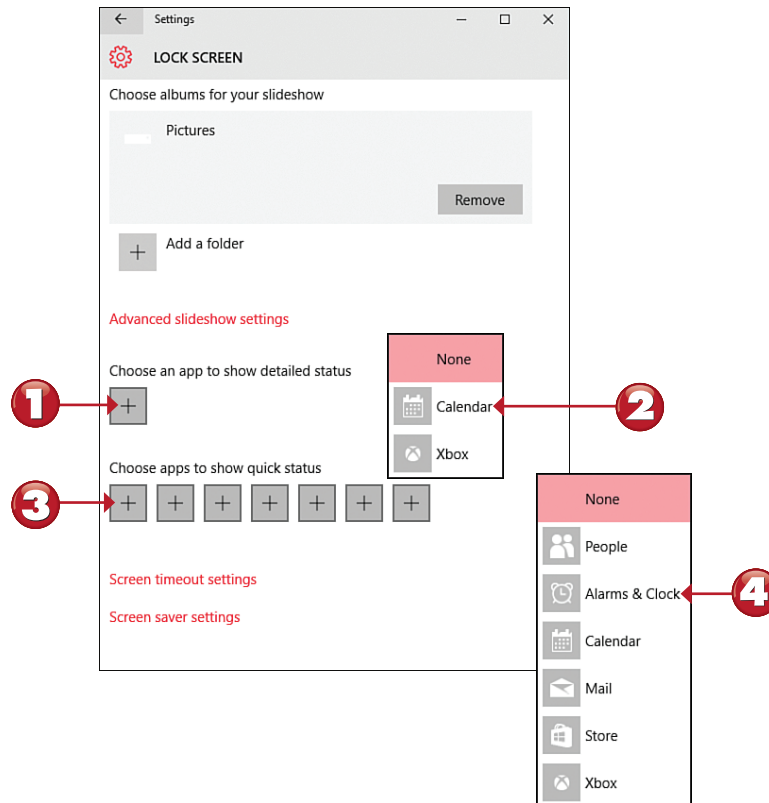 Settings
LOCK SCREEN
Choose albums for your slideshow
Pictures
Remove
Add a folder
Advanced slideshow settings
Choose an app to show detailed status
1
None
Calendar
2
Xbox
Choose apps to show quick status
3
None
People
Alarms & Clock
4
Calendar
Mail
Store
Xbox
Screen timeout settings
Screen saver settings